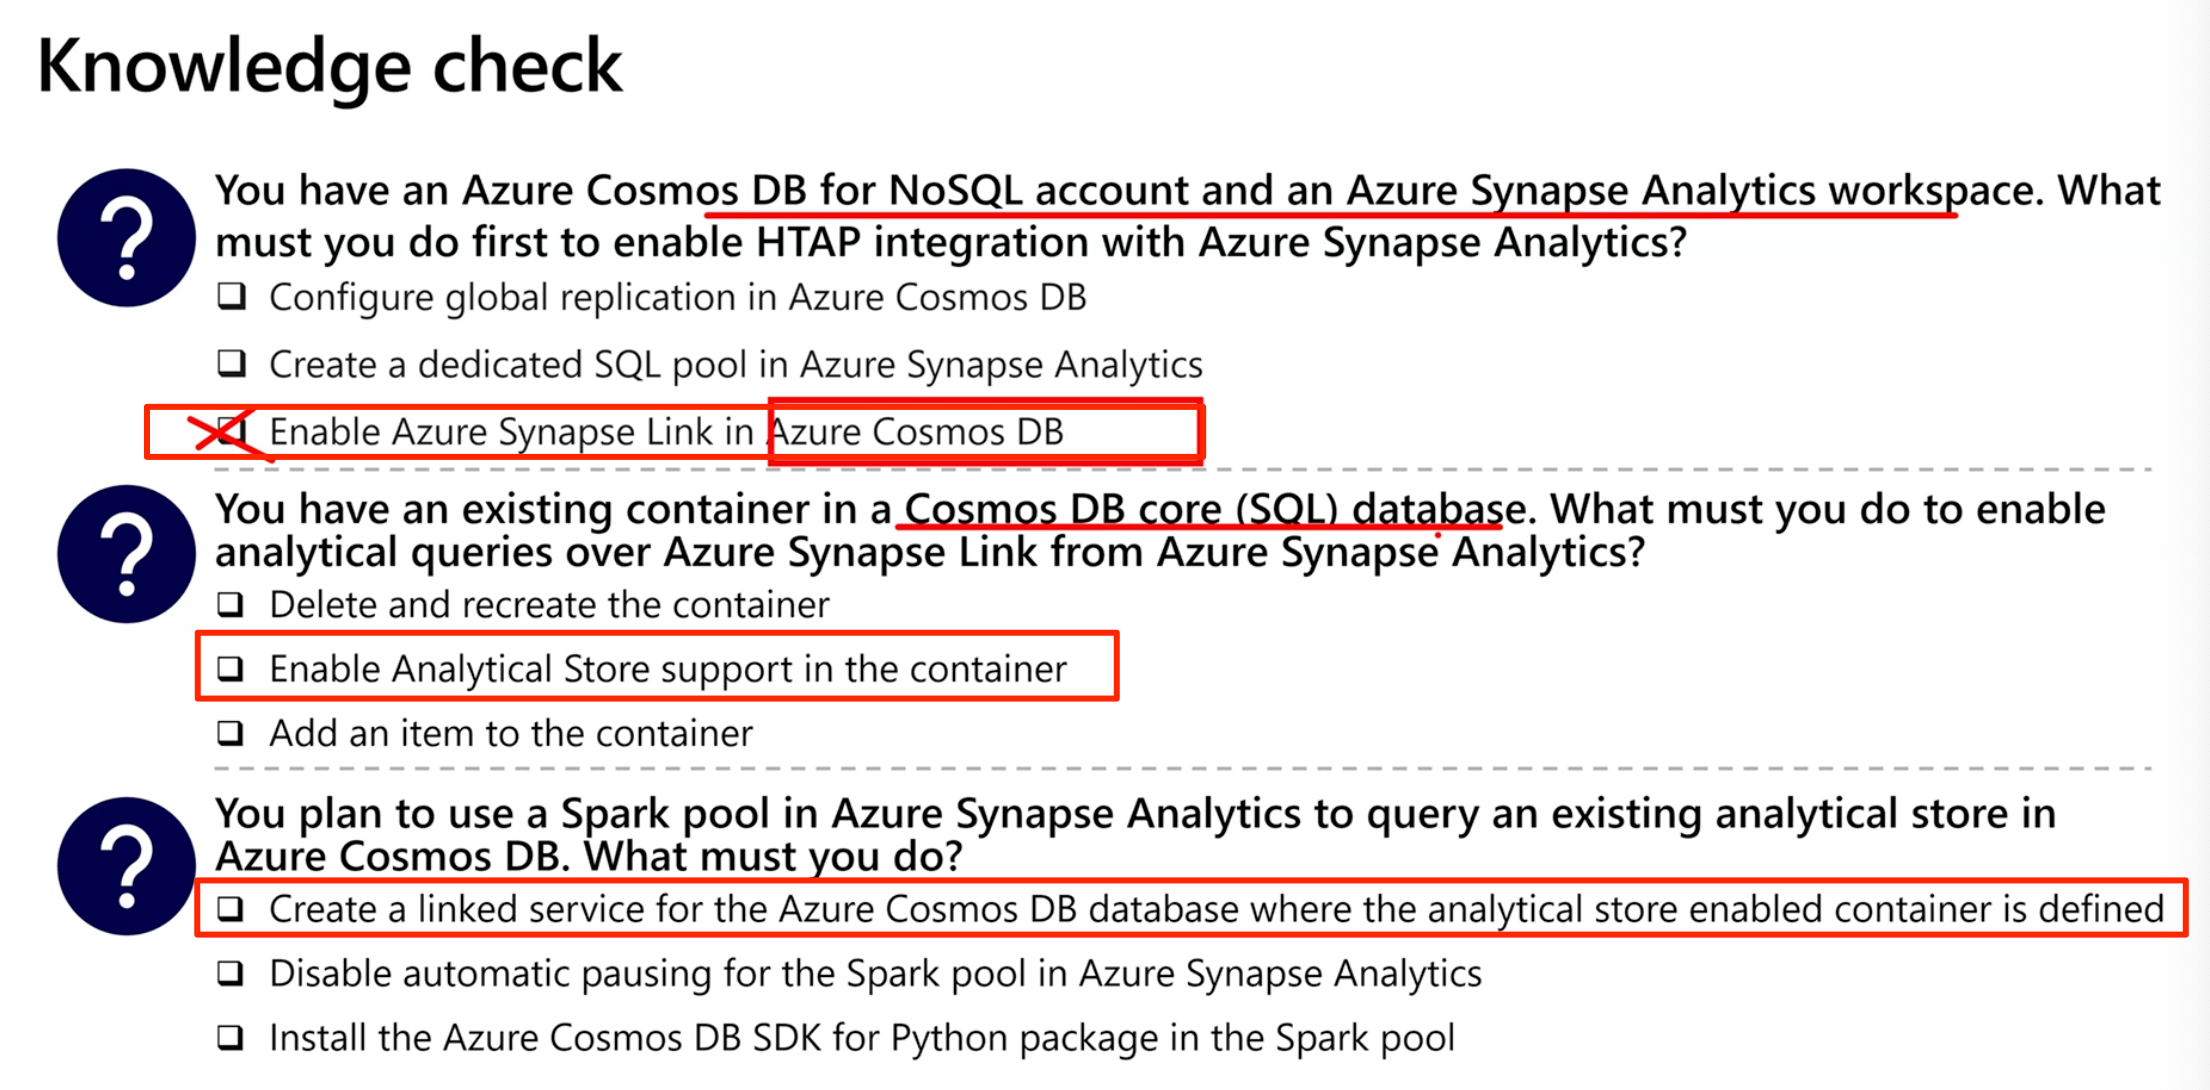 Knowledge check
You have an Azure Cosmos DB for NoSQL account and an Azure Synapse Analytics workspace. What
must you do first to enable HTAP integration with Azure Synapse Analytics?
Configure global replication in Azure Cosmos DB
Create a dedicated SQL pool in Azure Synapse Analytics
Enable Azure Synapse Link in Azure Cosmos DB
You have an existing container in a Cosmos DB core (SQL) database. What must you do to enable
analytical queries over Azure Synapse Link from Azure Synapse Analytics?
Delete and recreate the container
Enable Analytical Store support in the container
Add an item to the container
You plan to use a Spark pool in Azure Synapse Analytics to query an existing analytical store in
Azure Cosmos DB. What must you do?
Create a linked service for the Azure Cosmos DB database where the analytical store enabled container is defined
Disable automatic pausing for the Spark pool in Azure Synapse Analytics
Install the Azure Cosmos DB SDK for Python package in the Spark pool